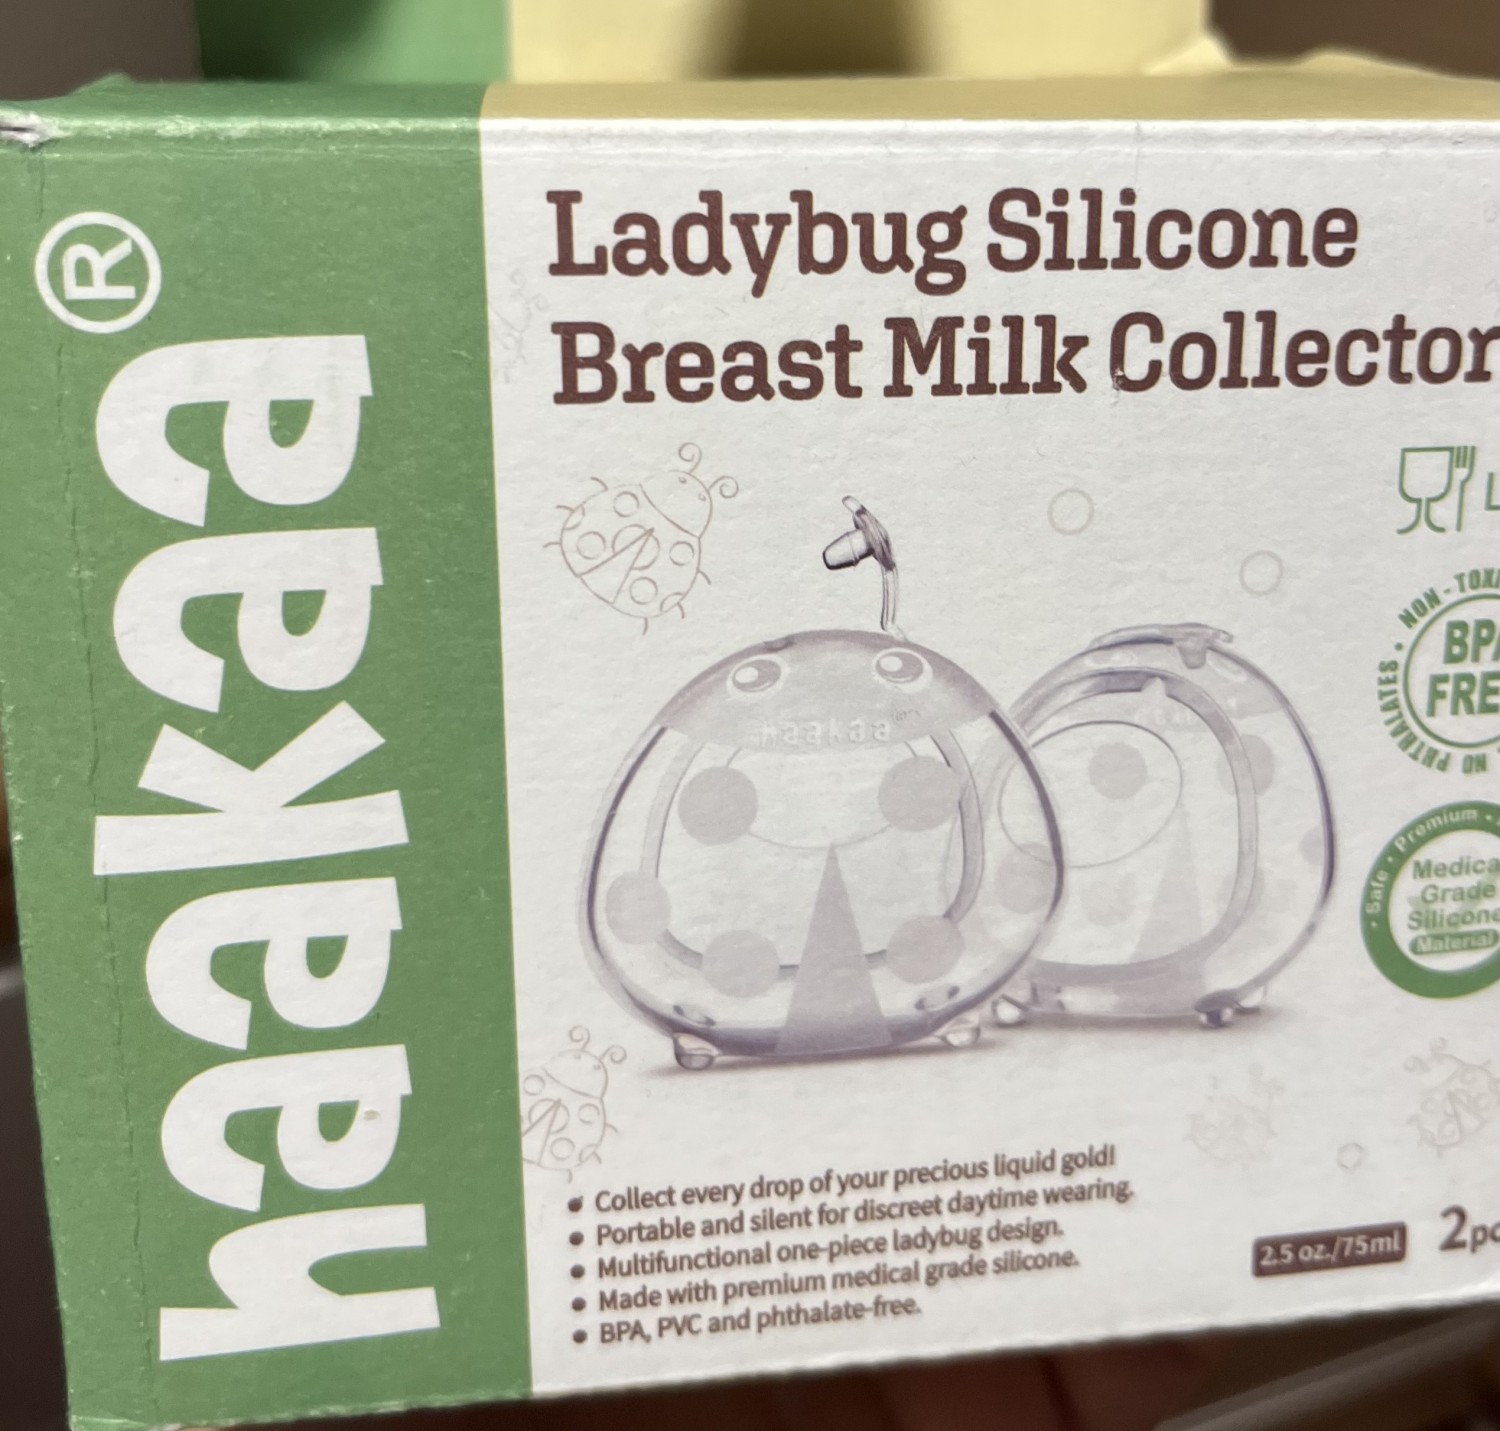 haakaa®
Ladybug Silicone
Breast Milk Collector
haakaa
NON-TOXI
BPA
FRE
NO PHTHALATES
Safe • Premium •
Medica
Grade
Silicone
Material
• Collect every drop of your precious liquid gold!
• Portable and silent for discreet daytime wearing.
• Multifunctional one-piece ladybug design.
• Made with premium medical grade silicone.
• BPA, PVC and phthalate-free.
2.5 oz./75ml
2pc